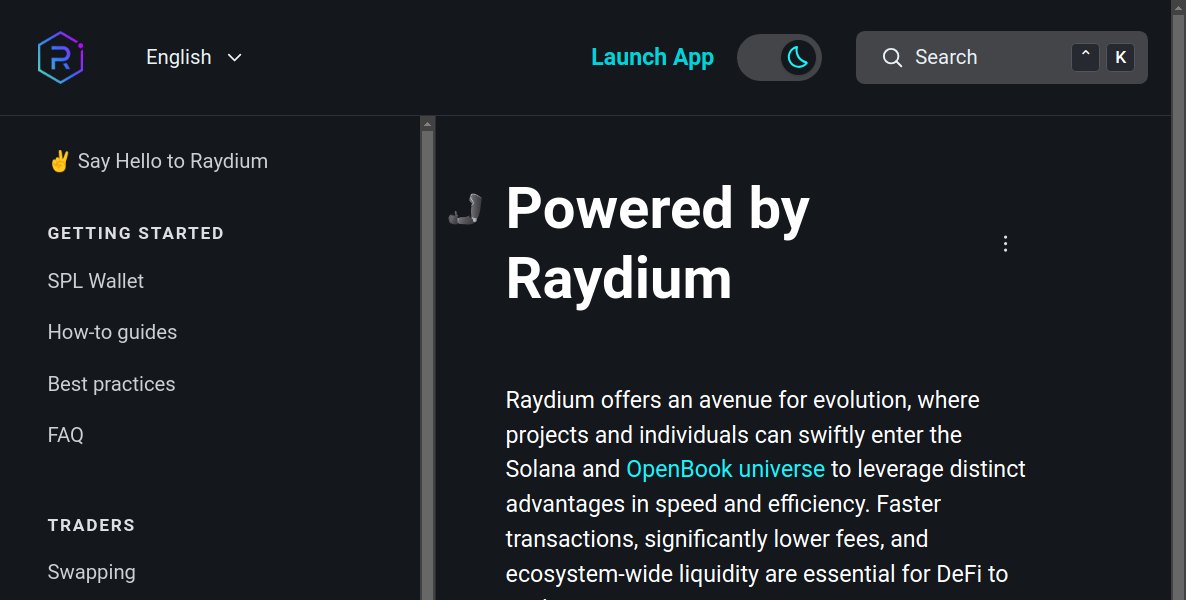 English
Launch App
Search
^ K
✌️ Say Hello to Raydium
GETTING STARTED
SPL Wallet
How-to guides
Best practices
FAQ
TRADERS
Swapping
Powered by
Raydium
Raydium offers an avenue for evolution, where
projects and individuals can swiftly enter the
Solana and OpenBook universe to leverage distinct
advantages in speed and efficiency. Faster
transactions, significantly lower fees, and
ecosystem-wide liquidity are essential for DeFi to